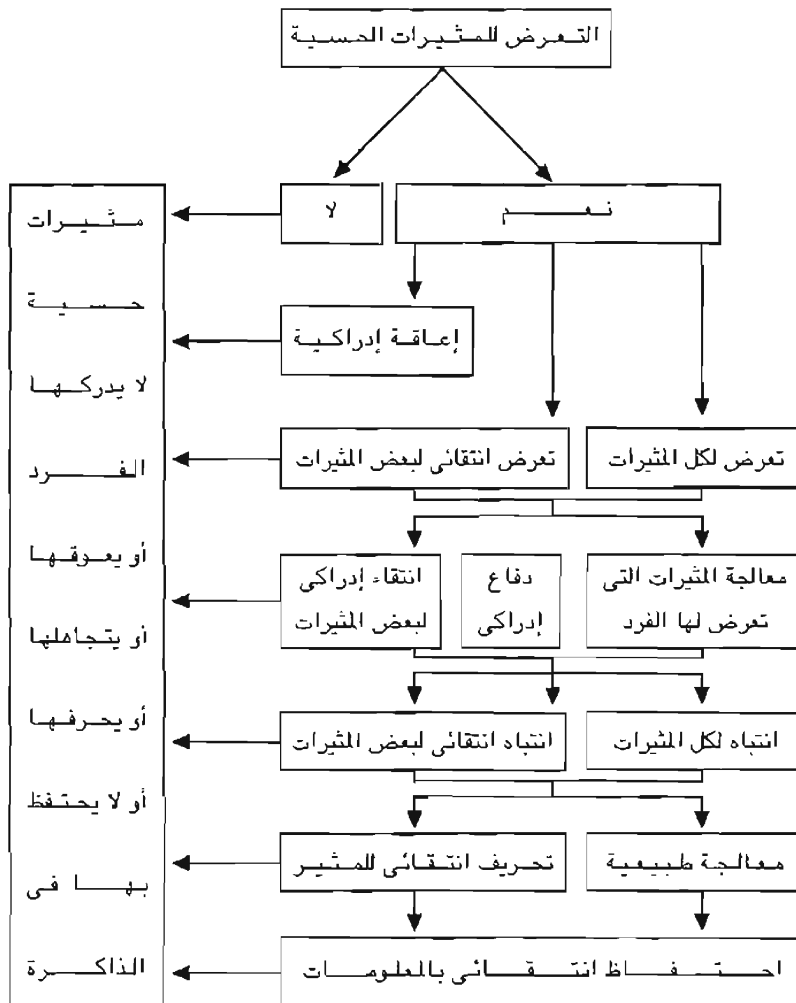 التعرض للمثيرات الحسية
نعم
لا
إعاقة إدراكية
تعرض لكل المثيرات
تعرض انتقائى لبعض المثيرات
معالجة المثيرات التى
تعرض لها الفرد
دفاع
إدراكى
انتقاء إدراكى
لبعض المثيرات
انتباه لكل المثيرات
انتباه انتقائى لبعض المثيرات
معالجة طبيعية
تحريف انتقائى للمثير
احتفاظ انتقائى بالمعلومات
مثيرات
حسية
لا يدركها
الفرد
أو يعوقها
أو يتجاهلها
أو يحرفها
أو لا يحتفظ
بها فى
الذاكرة